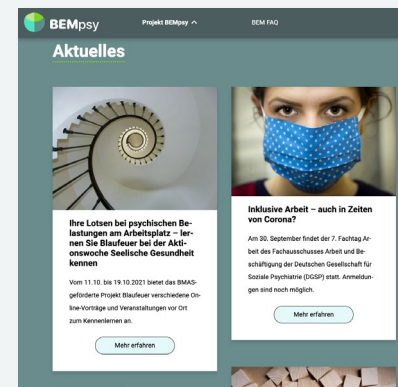 BEMpsy
Projekt BEMpsy
BEM FAQ
Aktuelles
Ihre Lotsen bei psychischen Be-
lastungen am Arbeitsplatz – ler-
nen Sie Blaufeuer bei der Akti-
onswoche Seelische Gesundheit
kennen
Vom 11.10. bis 19.10.2021 bietet das BMAS-
geförderte Projekt Blaufeuer verschiedene On-
line-Vorträge und Veranstaltungen vor Ort
zum Kennenlernen an.
Mehr erfahren
Inklusive Arbeit – auch in Zeiten
von Corona?
Am 30. September findet der 7. Fachtag Ar-
beit des Fachausschusses Arbeit und Be-
schäftigung der Deutschen Gesellschaft für
Soziale Psychiatrie (DGSP) statt. Anmeldun-
gen sind noch möglich.
Mehr erfahren